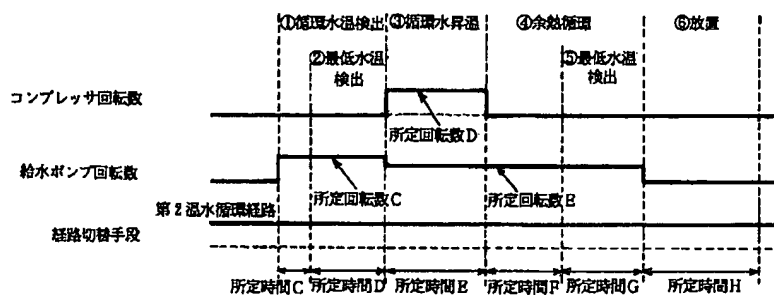 ①循環水温検出
③循環水昇温
④余熱循環
⑥放置
②最低水温
検出
⑤最低水温
検出
コンプレッサ回転数
所定回転数D
給水ポンプ回転数
所定回転数C
所定回転数E
第2温水循環経路
経路切替手段
所定時間C
所定時間D
所定時間E
所定時間F
所定時間G
所定時間H